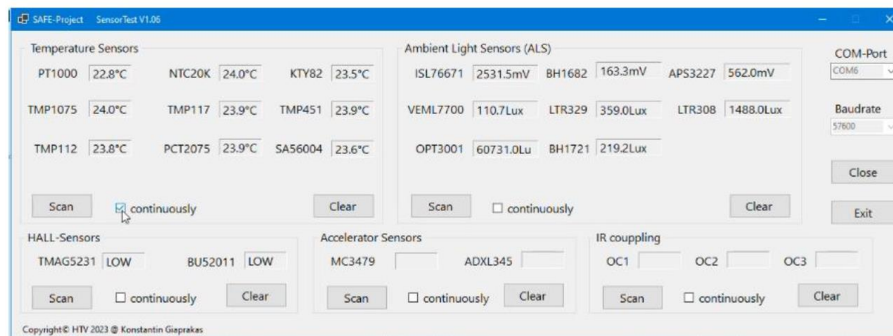 SAFE-Project SensorTest V1.06
Temperature Sensors
PT1000 22.8°C NTC20K 24.0°C KTY82 23.5°C
TMP1075 24.0°C TMP117 23.9°C TMP451 23.9°C
TMP112 23.8°C PCT2075 23.9°C SA56004 23.6°C
Scan continuously Clear
Ambient Light Sensors (ALS)
ISL76671 2531.5mV BH1682 163.3mV APS3227 562.0mV
VEML7700 110.7Lux LTR329 359.0Lux LTR308 1488.0Lux
OPT3001 60731.0Lu BH1721 219.2Lux
Scan continuously Clear
COM-Port
COM6
Baudrate
57600
Close
Exit
HALL-Sensors
TMAG5231 LOW BU52011 LOW
Scan continuously Clear
Accelerator Sensors
MC3479 ADXL345
Scan continuously Clear
IR couppling
OC1 OC2 OC3
Scan continuously Clear
Copyright© HTV 2023 @ Konstantin Giaprakas